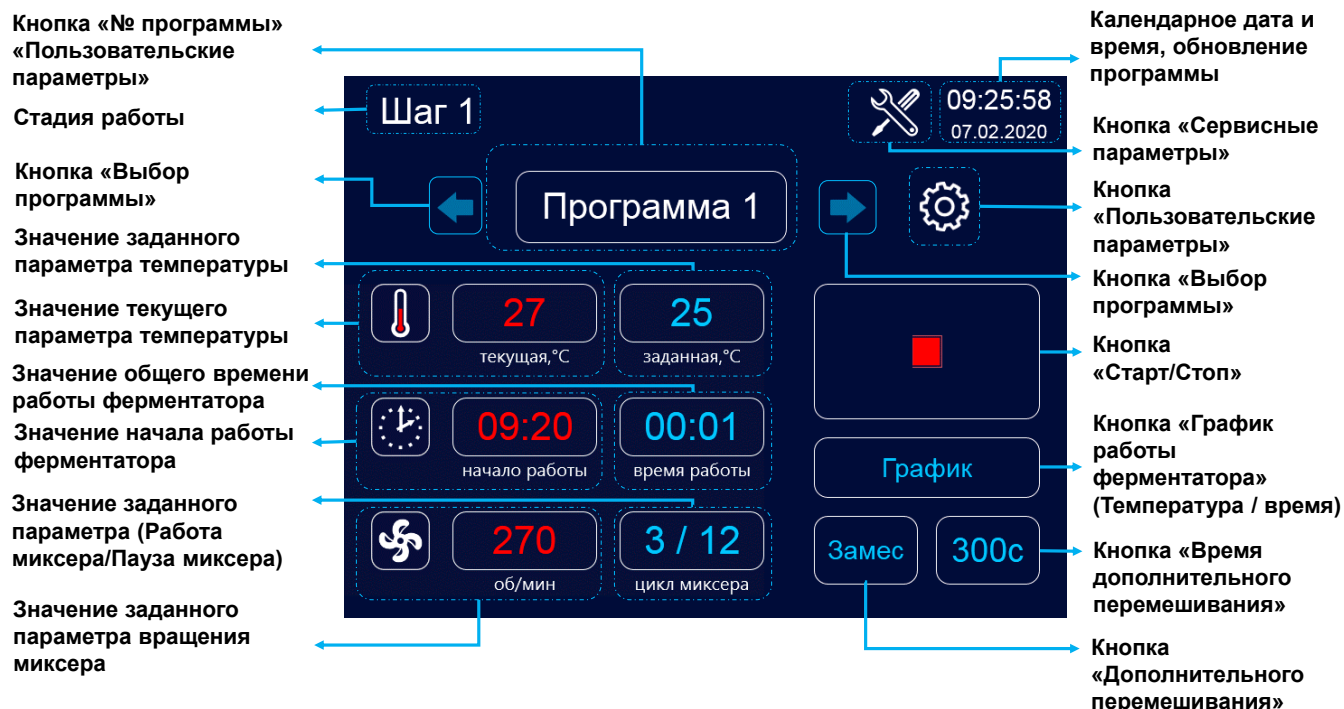 Кнопка «№ программы»
«Пользовательские
параметры»
Стадия работы
Кнопка «Выбор
программы»
Значение заданного
параметра температуры
Значение текущего
параметра температуры
Значение общего времени
работы ферментатора
Значение начала работы
ферментатора
Значение заданного
параметра (Работа
миксера/Пауза миксера)
Значение заданного
параметра вращения
миксера
Шаг 1
09:25:58
07.02.2020
Программа 1
27
текущая,°C
25
заданная,°C
09:20
начало работы
00:01
время работы
График
270
об/мин
3 / 12
цикл миксера
Замес
300с
Календарное дата и
время, обновление
программы
Кнопка «Сервисные
параметры»
Кнопка
«Пользовательские
параметры»
Кнопка «Выбор
программы»
Кнопка
«Старт/Стоп»
Кнопка «График
работы
ферментатора»
(Температура / время)
Кнопка «Время
дополнительного
перемешивания»
Кнопка
«Дополнительного
перемешивания»